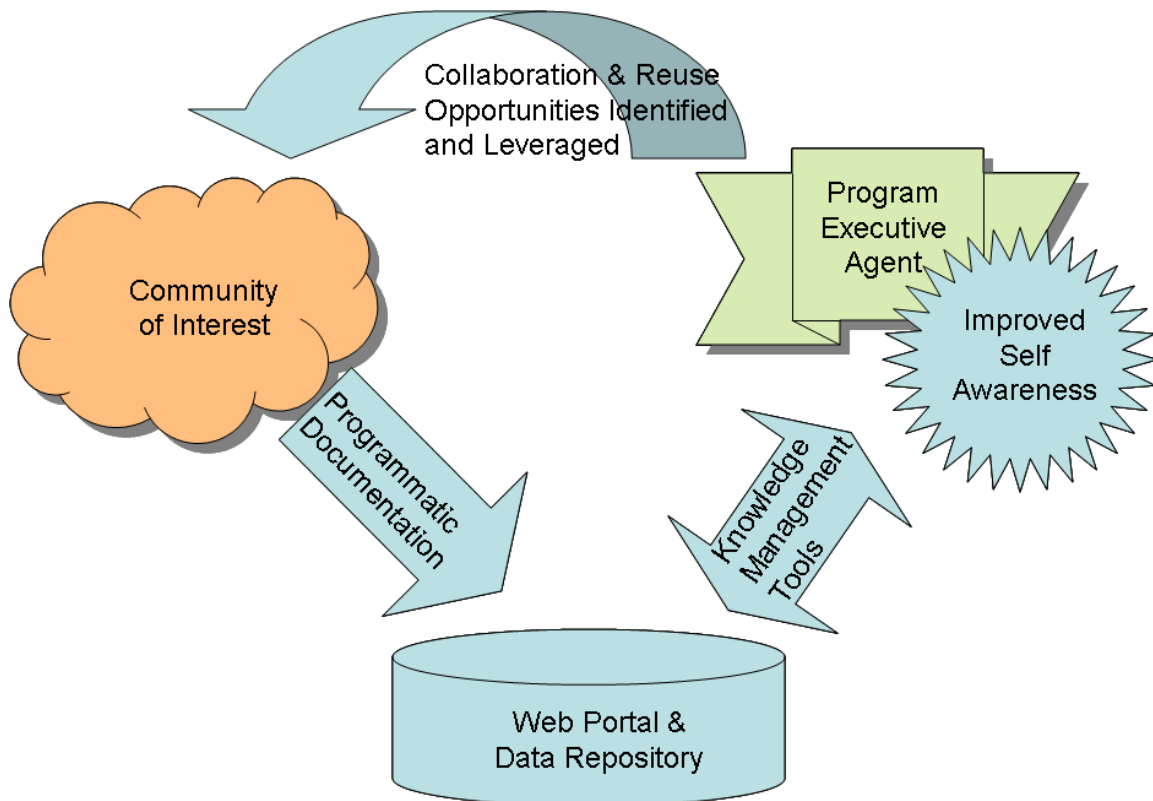 Collaboration & Reuse
Opportunities Identified
and Leveraged
Program
Executive
Agent
Community
of Interest
Improved
Self
Awareness
Programmatic
Documentation
Knowledge
Management
Tools
Web Portal &
Data Repository